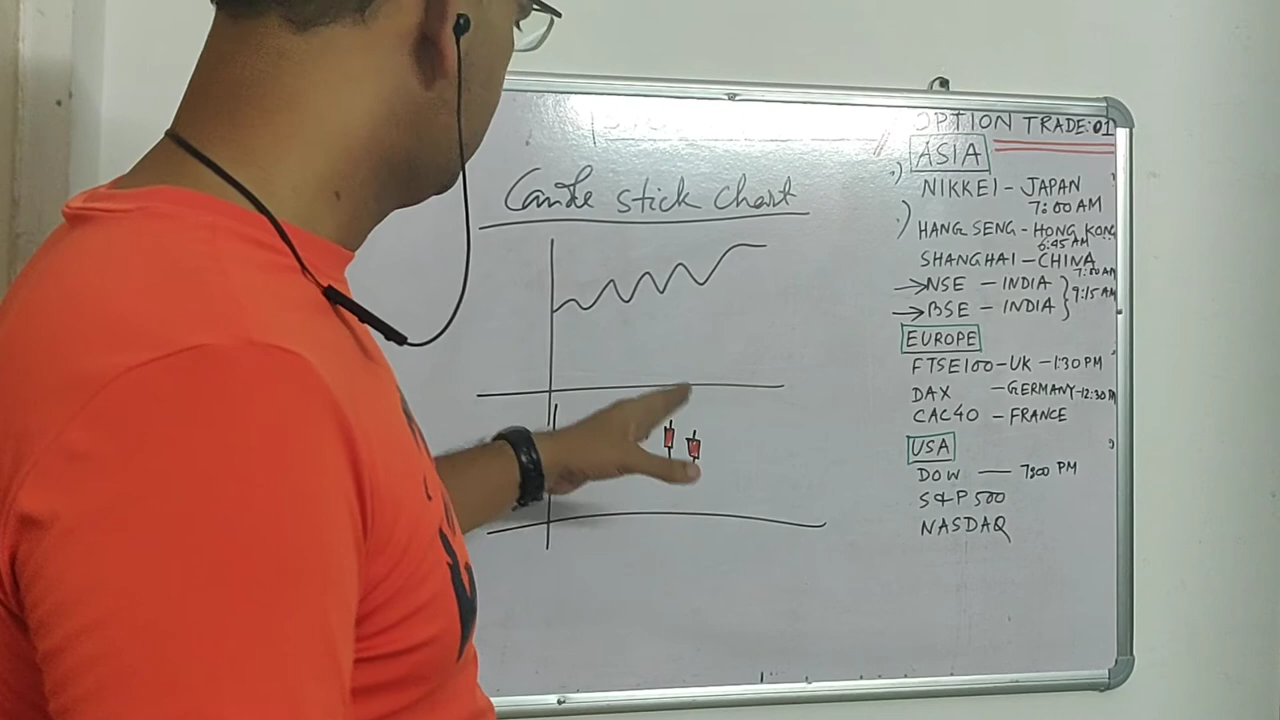 Candle stick chart
OPTION TRADE:01
ASIA
NIKKEI - JAPAN
7:00 AM
HANG SENG - HONG KONG
6:45 AM
SHANGHAI - CHINA
7:00 AM
→NSE - INDIA
9:15 AM
→BSE - INDIA
EUROPE
FTSE100 - UK - 1:30 PM
DAX - GERMANY - 12:30 P
CAC40 - FRANCE
USA
DOW — 7:00 PM
S&P 500
NASDAQ